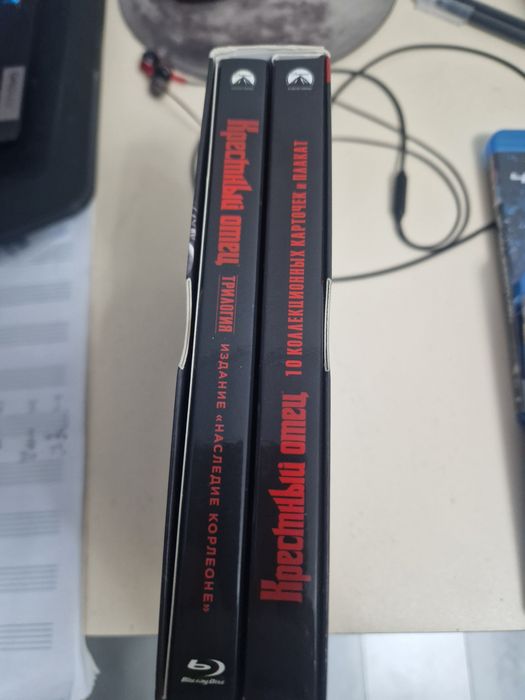 Крестный отец
ТРИЛОГИЯ
ИЗДАНИЕ «НАСЛЕДИЕ КОРЛЕОНЕ»
Blu-ray Disc
Крестный отец
10 КОЛЛЕКЦИОННЫХ КАРТОЧЕК и ПЛАКАТ